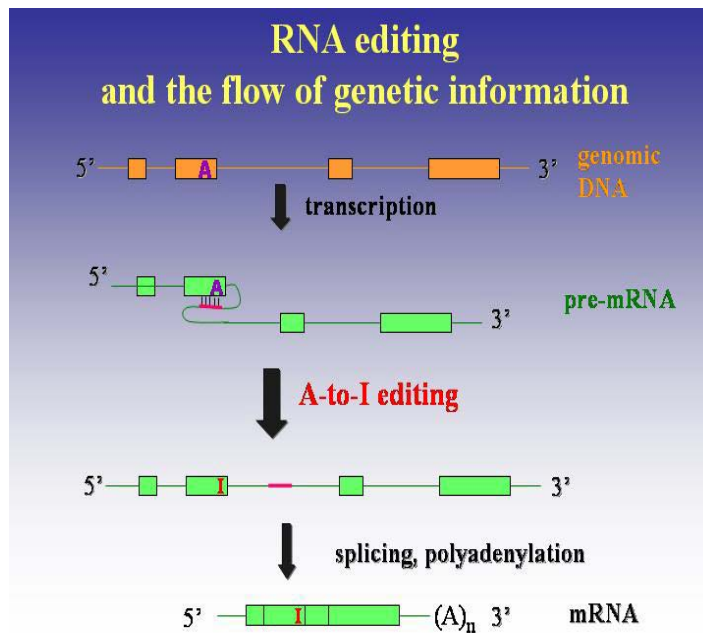 RNA editing
and the flow of genetic information
5’ A 3’ genomic
DNA
transcription
5’ A
3’ pre-mRNA
A-to-I editing
5’ I 3’
splicing, polyadenylation
5’ I (A)n 3’ mRNA